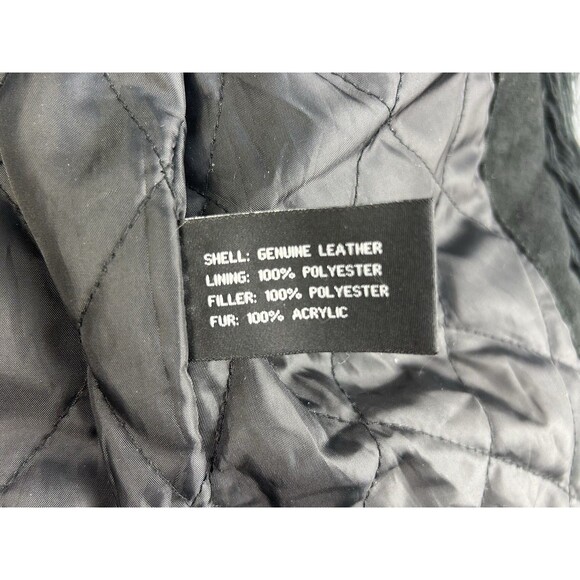 SHELL: GENUINE LEATHER
LINING: 100% POLYESTER
FILLER: 100% POLYESTER
FUR: 100% ACRYLIC